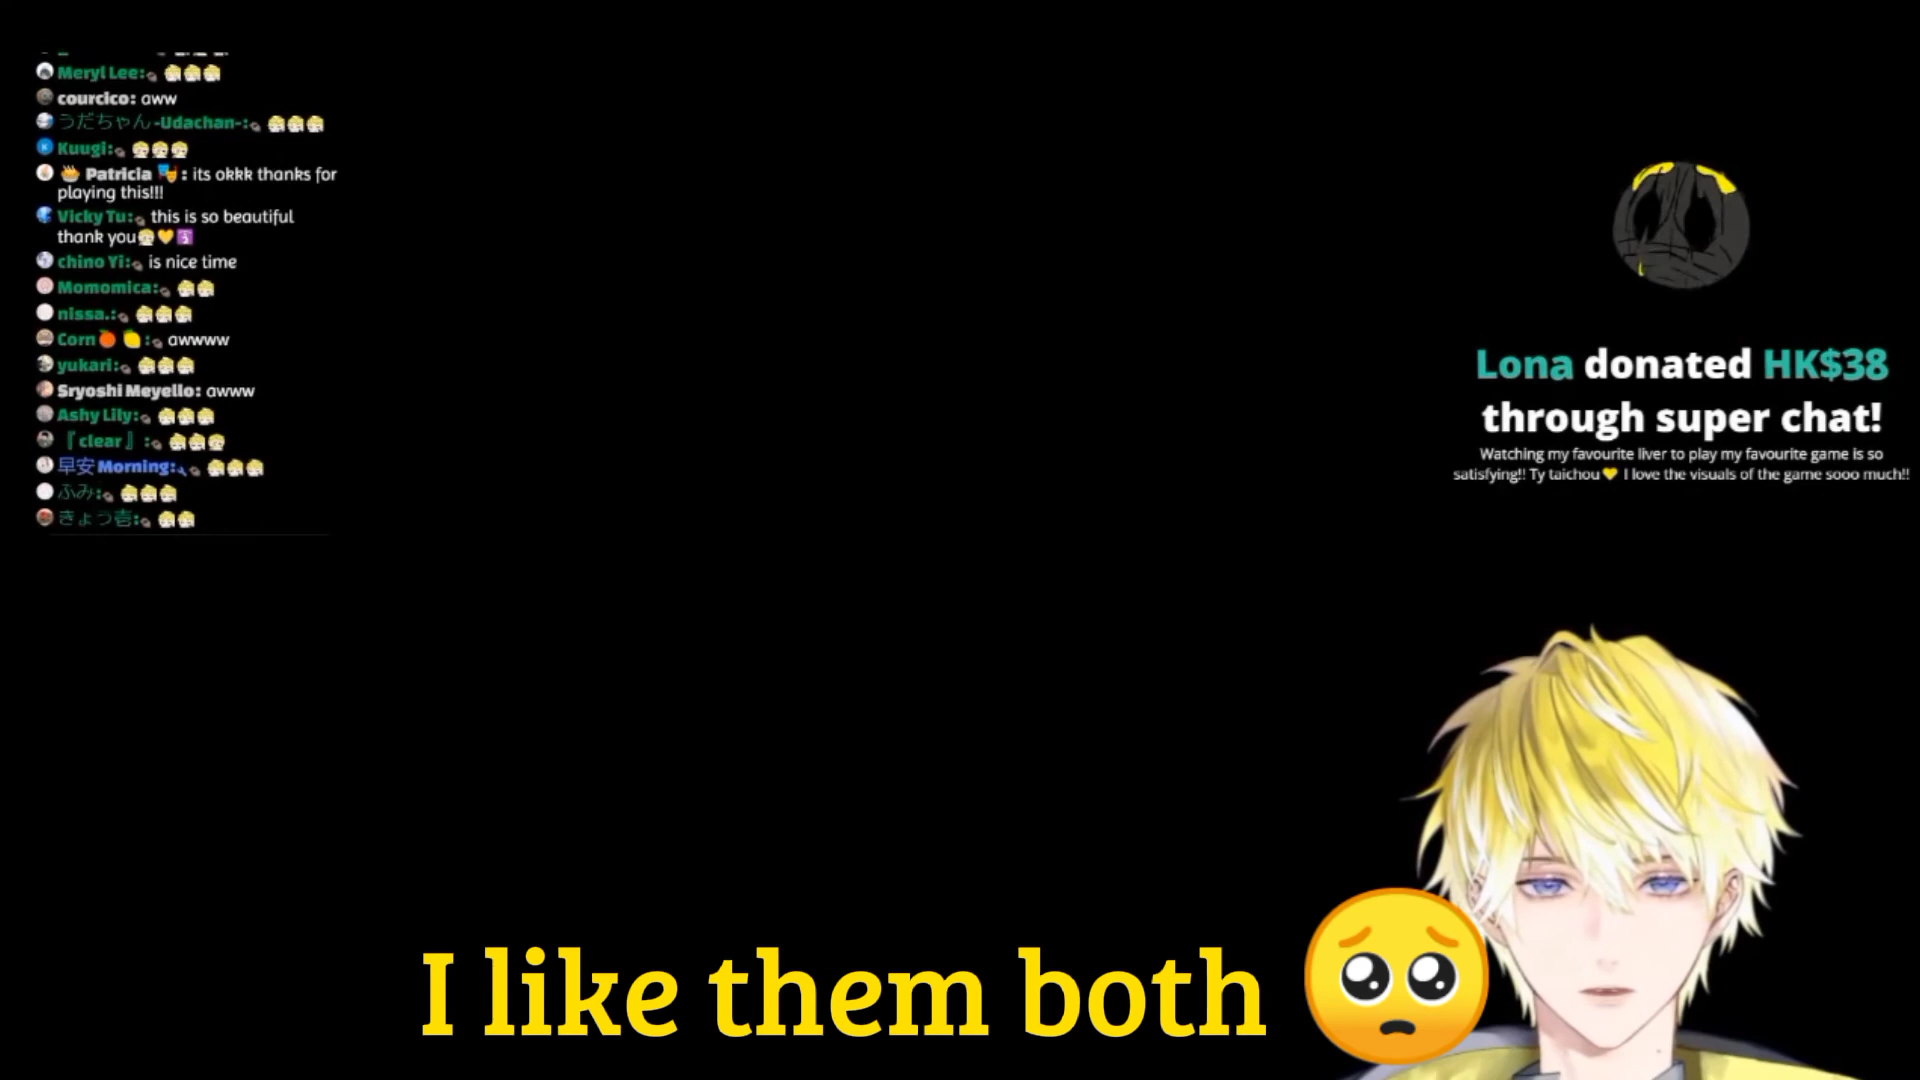 Meryl Lee:
courcico: aww
うだちゃん -Udachan-:
Kuugi:
Patricia : its okkk thanks for
playing this!!!
Vicky Tu: this is so beautiful
thank you
chino Yi: is nice time
Momomica:
nissa.:
Corn : awwww
yukari:
Sryoshi Meyello: awww
Ashy Lily:
『clear』:
早安 Morning:
ふみ:
きょう壱:
Lona donated HK$38
through super chat!
Watching my favourite liver to play my favourite game is so
satisfying!! Ty taichou 💛 I love the visuals of the game sooo much!!
I like them both 🥺